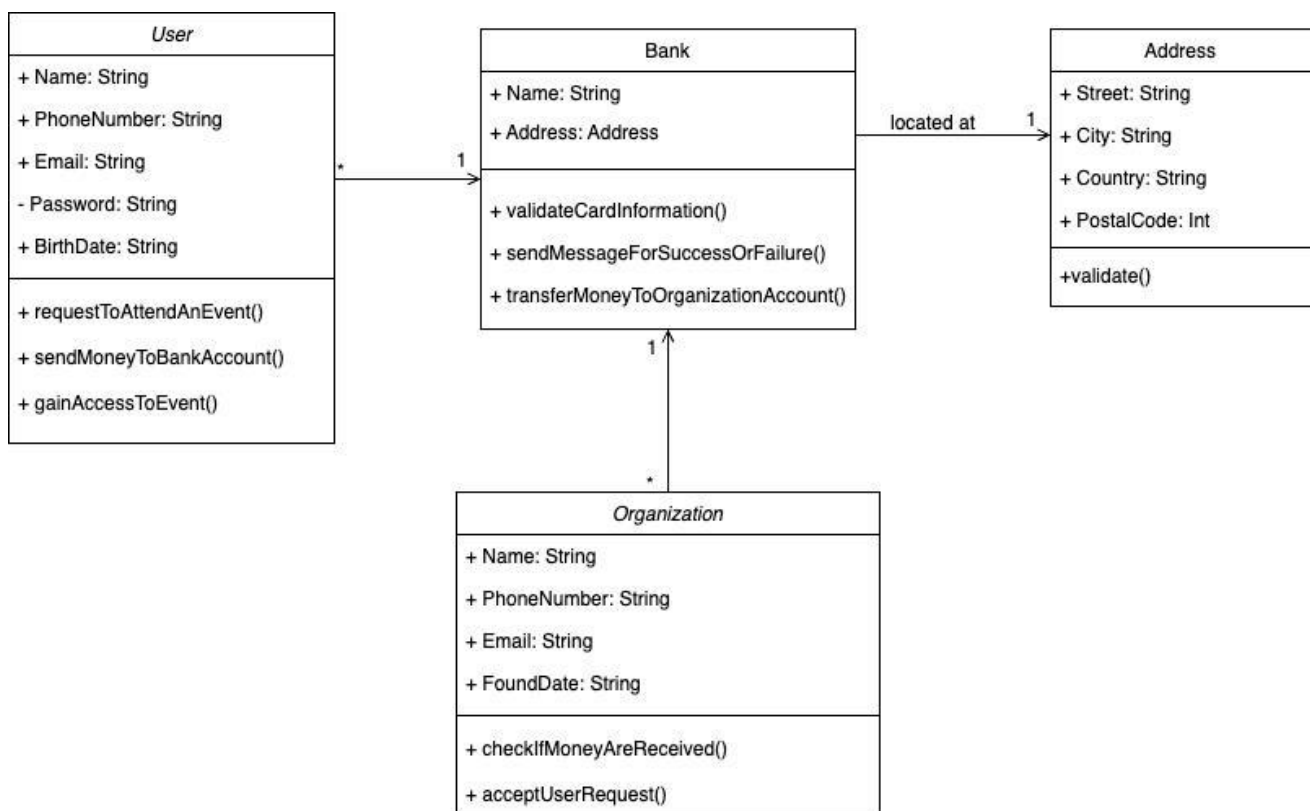 User
+ Name: String
+ PhoneNumber: String
+ Email: String
- Password: String
+ BirthDate: String
+ requestToAttendAnEvent()
+ sendMoneyToBankAccount()
+ gainAccessToEvent()
*
1
Bank
+ Name: String
+ Address: Address
+ validateCardInformation()
+ sendMessageForSuccessOrFailure()
+ transferMoneyToOrganizationAccount()
located at
1
Address
+ Street: String
+ City: String
+ Country: String
+ PostalCode: Int
+validate()
1
*
Organization
+ Name: String
+ PhoneNumber: String
+ Email: String
+ FoundDate: String
+ checkIfMoneyAreReceived()
+ acceptUserRequest()